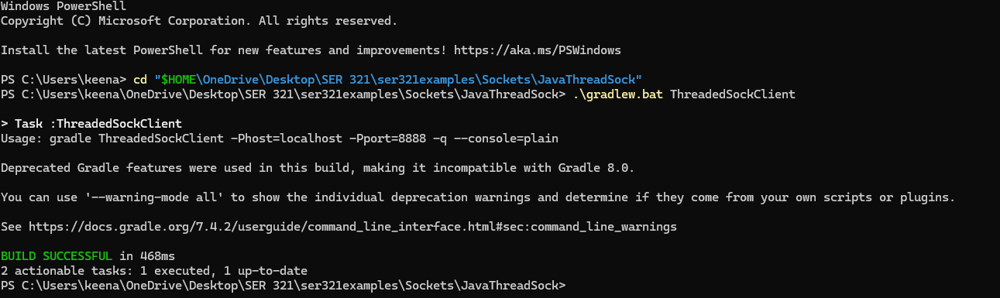 Windows PowerShell
Copyright (C) Microsoft Corporation. All rights reserved.
Install the latest PowerShell for new features and improvements! https://aka.ms/PSWindows
PS C:\Users\keena> cd "$HOME\OneDrive\Desktop\SER 321\ser321examples\Sockets\JavaThreadSock"
PS C:\Users\keena\OneDrive\Desktop\SER 321\ser321examples\Sockets\JavaThreadSock> .\gradlew.bat ThreadedSockClient
> Task :ThreadedSockClient
Usage: gradle ThreadedSockClient -Phost=localhost -Pport=8888 -q --console=plain
Deprecated Gradle features were used in this build, making it incompatible with Gradle 8.0.
You can use '--warning-mode all' to show the individual deprecation warnings and determine if they come from your own scripts or plugins.
See https://docs.gradle.org/7.4.2/userguide/command_line_interface.html#sec:command_line_warnings
BUILD SUCCESSFUL in 468ms
2 actionable tasks: 1 executed, 1 up-to-date
PS C:\Users\keena\OneDrive\Desktop\SER 321\ser321examples\Sockets\JavaThreadSock>